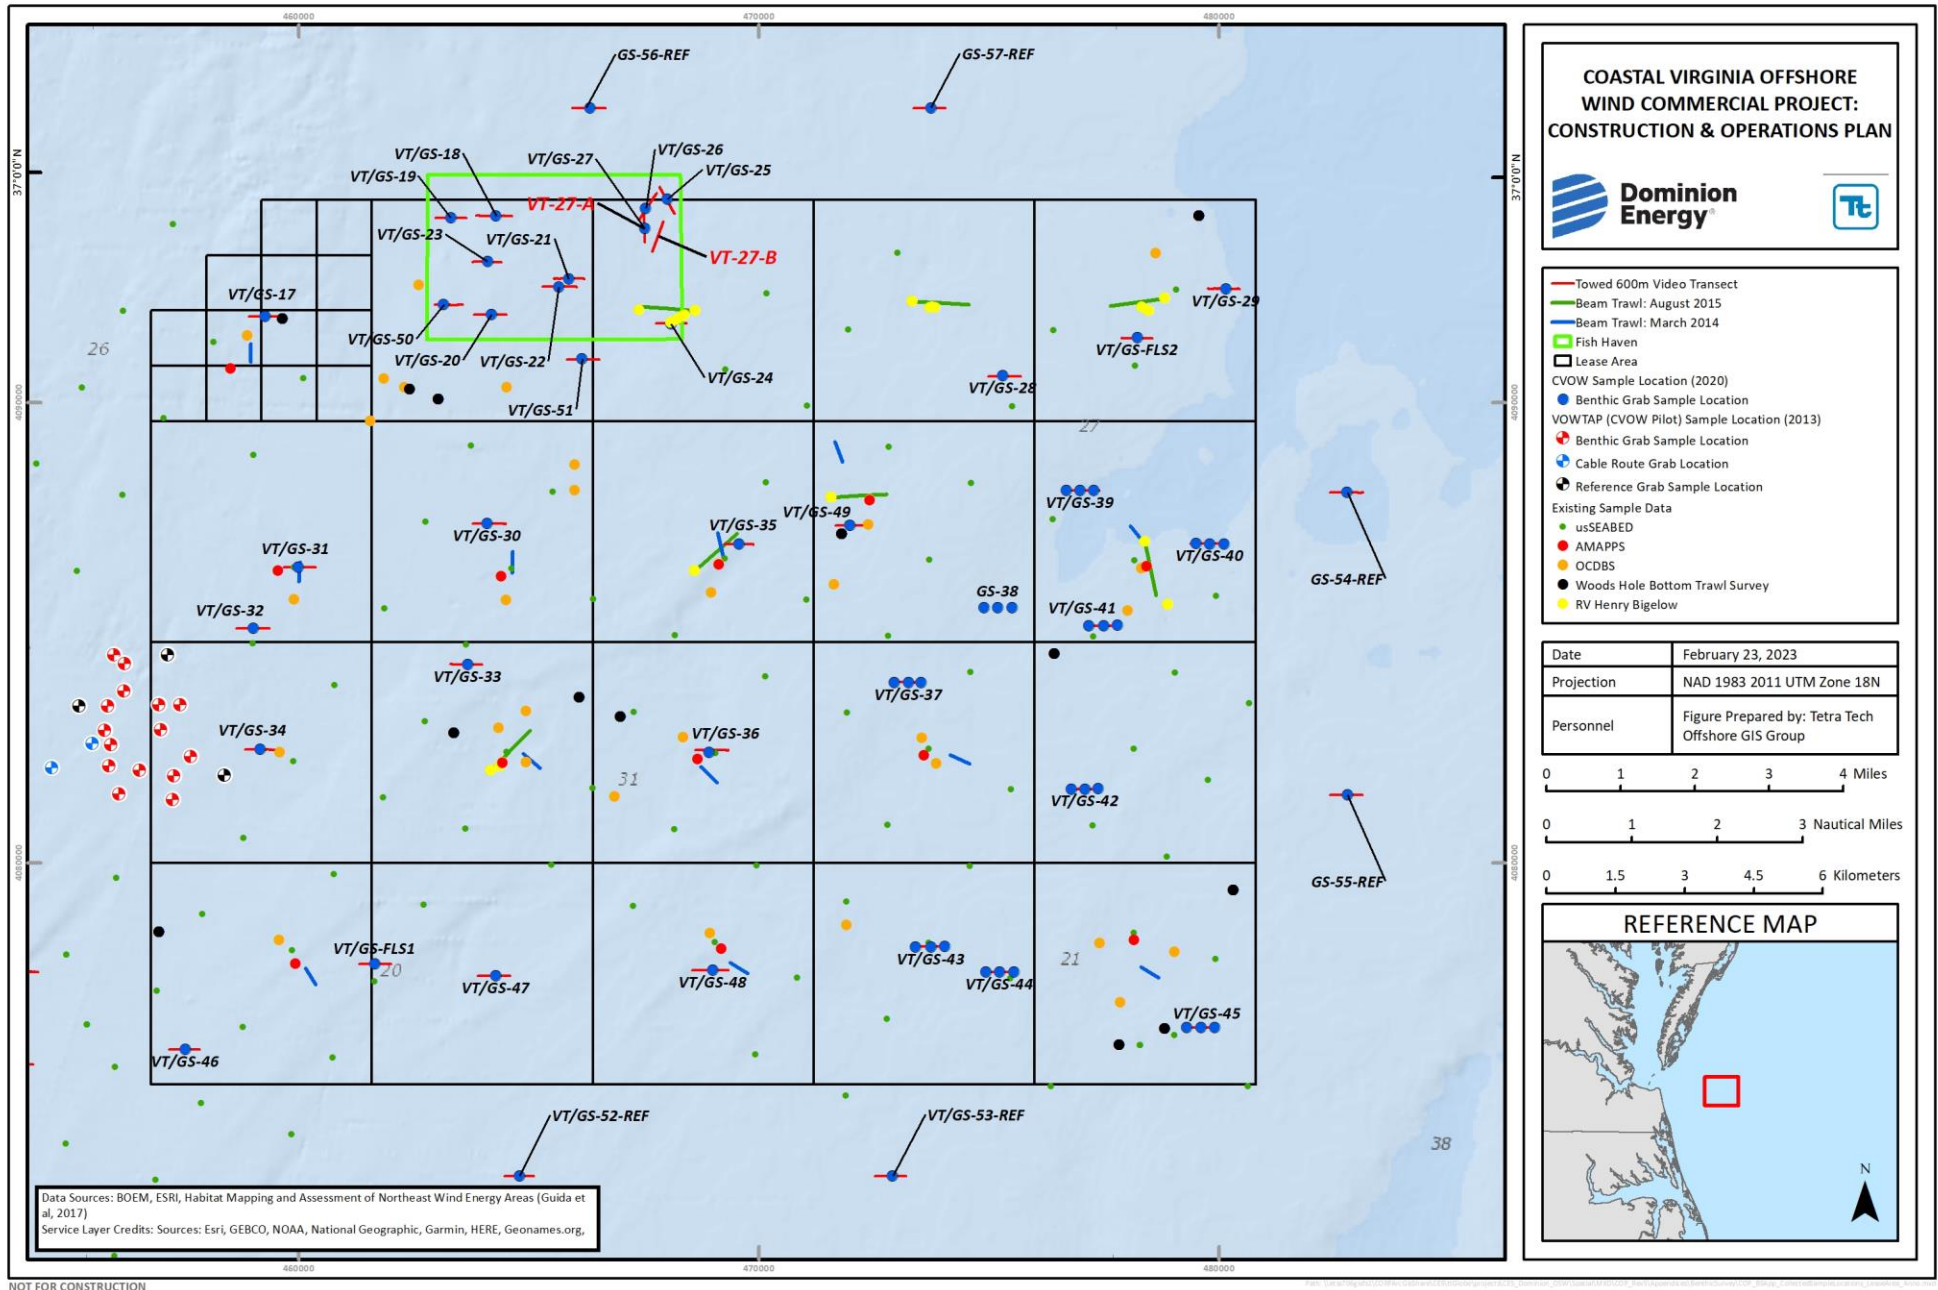 460000
470000
480000
GS-56-REF
GS-57-REF
37°0'0"N
37°0'0"N
VT/GS-18
VT/GS-27
VT/GS-26
VT/GS-19
VT/GS-25
VT-27-A
VT/GS-23
VT/GS-21
VT-27-B
VT/GS-17
VT/GS-29
VT/GS-50
VT/GS-20
VT/GS-22
VT/GS-FLS2
26
VT/GS-24
VT/GS-28
VT/GS-51
4090000
4090000
27
VT/GS-39
VT/GS-49
VT/GS-35
VT/GS-30
VT/GS-31
VT/GS-40
GS-54-REF
GS-38
VT/GS-32
VT/GS-41
VT/GS-33
VT/GS-37
VT/GS-34
VT/GS-36
31
VT/GS-42
4080000
4080000
GS-55-REF
VT/GS-FLS1
20
VT/GS-47
VT/GS-48
VT/GS-43
21
VT/GS-44
VT/GS-45
VT/GS-46
VT/GS-52-REF
VT/GS-53-REF
38
Data Sources: BOEM, ESRI, Habitat Mapping and Assessment of Northeast Wind Energy Areas (Guida et
al, 2017)
Service Layer Credits: Sources: Esri, GEBCO, NOAA, National Geographic, Garmin, HERE, Geonames.org,
460000
470000
480000
NOT FOR CONSTRUCTION
COASTAL VIRGINIA OFFSHORE
WIND COMMERCIAL PROJECT:
CONSTRUCTION & OPERATIONS PLAN
Dominion
Energy®
Tt
Towed 600m Video Transect
Beam Trawl: August 2015
Beam Trawl: March 2014
Fish Haven
Lease Area
CVOW Sample Location (2020)
Benthic Grab Sample Location
VOWTAP (CVOW Pilot) Sample Location (2013)
Benthic Grab Sample Location
Cable Route Grab Location
Reference Grab Sample Location
Existing Sample Data
usSEABED
AMAPPS
OCDBS
Woods Hole Bottom Trawl Survey
RV Henry Bigelow
Date February 23, 2023
Projection NAD 1983 2011 UTM Zone 18N
Personnel Figure Prepared by: Tetra Tech
Offshore GIS Group
0 1 2 3 4 Miles
0 1 2 3 Nautical Miles
0 1.5 3 4.5 6 Kilometers
REFERENCE MAP
N